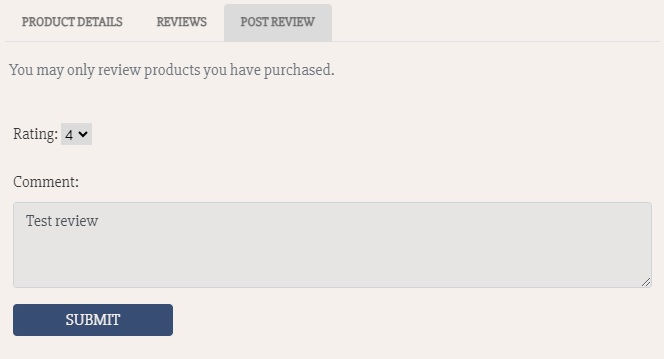 PRODUCT DETAILS REVIEWS POST REVIEW
You may only review products you have purchased.
Rating: 4
Comment:
Test review
SUBMIT